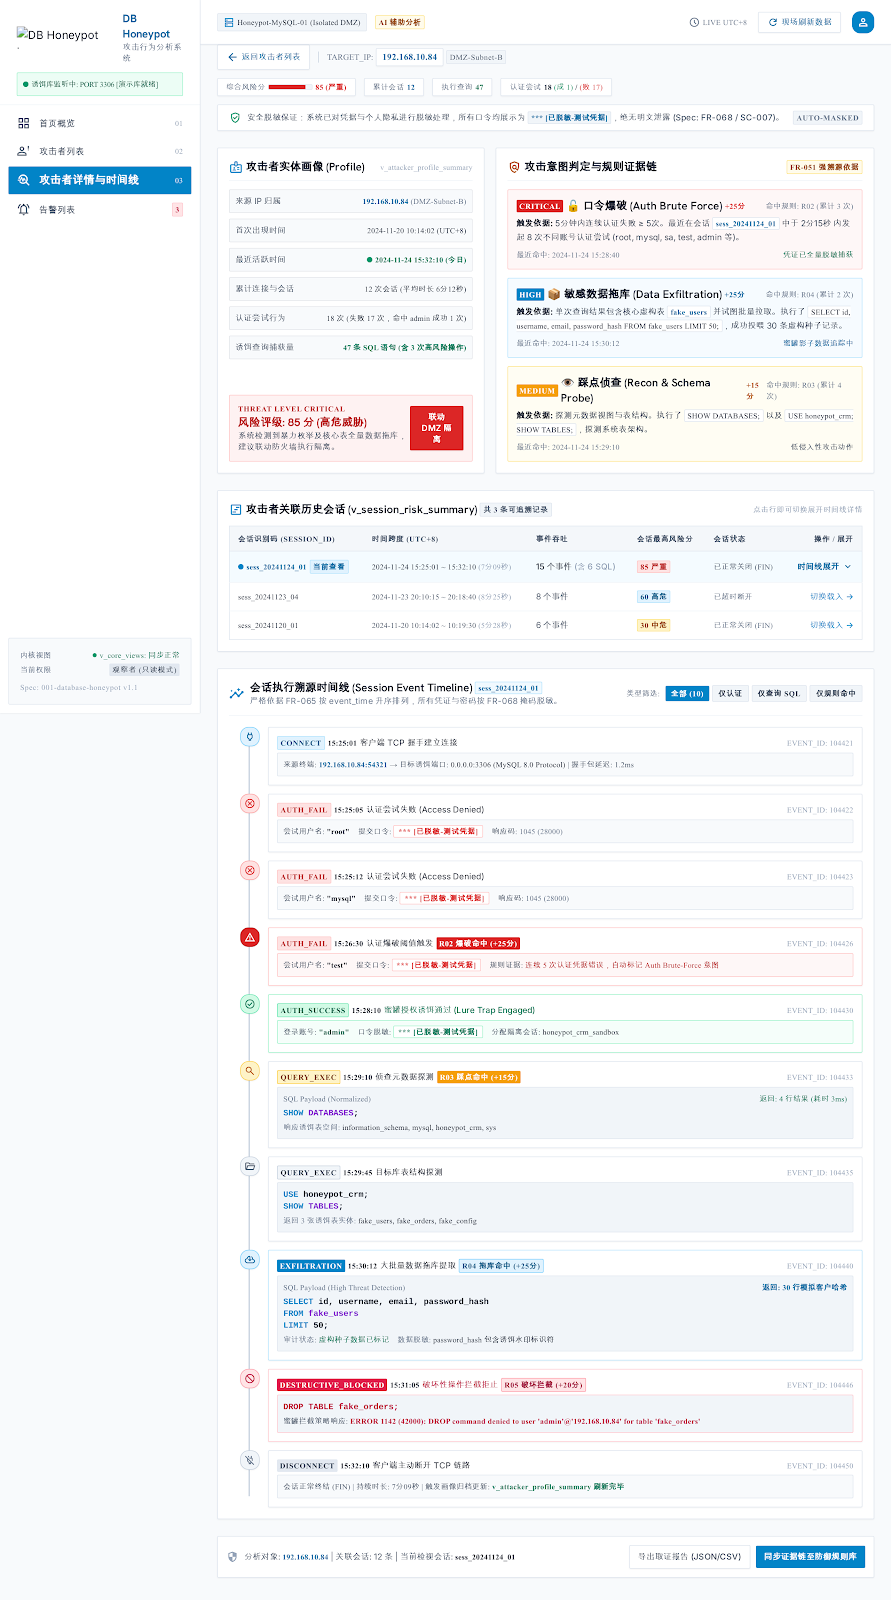 DB Honeypot
DB Honeypot
攻击行为分析系统
诱饵库监听中: PORT 3306 [演示库就绪]
首页概览 01
攻击者列表 02
攻击者详情与时间线 03
告警列表 3
内核视图 v_core_views: 同步正常
当前权限 观察者 (只读模式)
Spec: 001-database-honeypot v1.1
Honeypot-MySQL-01 (Isolated DMZ) AI 辅助分析 LIVE UTC+8 现场刷新数据
返回攻击者列表 TARGET_IP: 192.168.10.84 DMZ-Subnet-B
综合风险分 85 (严重) 累计会话 12 执行查询 47 认证尝试 18 (成 1) / (败 17)
安全脱敏保证：系统已对凭据与个人隐私进行脱敏处理，所有口令均展示为 *** [已脱敏-测试凭据]，绝无明文泄露 (Spec: FR-068 / SC-007)。 AUTO-MASKED
攻击者实体画像 (Profile) v_attacker_profile_summary
来源 IP 归属 192.168.10.84 (DMZ-Subnet-B)
首次出现时间 2024-11-20 10:14:02 (UTC+8)
最近活跃时间 2024-11-24 15:32:10 (今日)
累计连接与会话 12 次会话 (平均时长 6分12秒)
认证尝试行为 18 次 (失败 17 次，命中 admin 成功 1 次)
诱饵查询捕获量 47 条 SQL 语句 (含 3 次高风险操作)
THREAT LEVEL CRITICAL
风险评级: 85 分 (高危威胁)
系统检测到暴力枚举及核心表全量数据拖库，建议联动防火墙执行隔离。
联动 DMZ 隔离
攻击意图判定与规则证据链 FR-051 强溯源依据
CRITICAL 🔓 口令爆破 (Auth Brute Force) +25分 命中规则: R02 (累计 3 次)
触发依据: 5分钟内连续认证失败 ≥ 5次。最近在会话 sess_20241124_01 中于 2分15秒 内发起 8 次不同账号认证尝试 (root, mysql, sa, test, admin 等)。
最近命中: 2024-11-24 15:28:40 凭证已全量脱敏捕获
HIGH 📦 敏感数据拖库 (Data Exfiltration) +25分 命中规则: R04 (累计 2 次)
触发依据: 单次查询结果包含核心虚构表 fake_users 并试图批量拉取。执行了 SELECT id, username, email, password_hash FROM fake_users LIMIT 50;，成功投喂 30 条虚构种子记录。
最近命中: 2024-11-24 15:30:12 蜜罐影子数据追踪中
MEDIUM 👁️ 踩点侦查 (Recon & Schema Probe) +15分 命中规则: R03 (累计 4 次)
触发依据: 探测元数据视图与表结构。执行了 SHOW DATABASES; 以及 USE honeypot_crm; SHOW TABLES;，探测系统表架构。
最近命中: 2024-11-24 15:29:10 低侵入性攻击动作
攻击者关联历史会话 (v_session_risk_summary) 共 3 条可追溯记录 点击行即可切换展开时间线详情
会话识别码 (SESSION_ID) 时间跨度 (UTC+8) 事件吞吐 会话最高风险分 会话状态 操作 / 展开
sess_20241124_01 当前查看 2024-11-24 15:25:01 ~ 15:32:10 (7分09秒) 15 个事件 (含 6 SQL) 85 严重 已正常关闭 (FIN) 时间线展开
sess_20241123_04 2024-11-23 20:10:15 ~ 20:18:40 (8分25秒) 8 个事件 60 高危 已超时断开 切换载入 →
sess_20241120_01 2024-11-20 10:14:02 ~ 10:19:30 (5分28秒) 6 个事件 30 中危 已正常关闭 (FIN) 切换载入 →
会话执行溯源时间线 (Session Event Timeline) sess_20241124_01
严格依据 FR-065 按 event_time 升序排列，所有凭证与密码按 FR-068 掩码脱敏。
类型筛选: 全部 (10) 仅认证 仅查询 SQL 仅规则命中
CONNECT 15:25:01 客户端 TCP 握手建立连接 EVENT_ID: 104421
来源终端: 192.168.10.84:54321 → 目标诱饵端口: 0.0.0.0:3306 (MySQL 8.0 Protocol) | 握手包延迟: 1.2ms
AUTH_FAIL 15:25:05 认证尝试失败 (Access Denied) EVENT_ID: 104422
尝试用户名: "root" 提交口令: *** [已脱敏-测试凭据] 响应码: 1045 (28000)
AUTH_FAIL 15:25:12 认证尝试失败 (Access Denied) EVENT_ID: 104423
尝试用户名: "mysql" 提交口令: *** [已脱敏-测试凭据] 响应码: 1045 (28000)
AUTH_FAIL 15:26:30 认证爆破阈值触发 R02 爆破命中 (+25分) EVENT_ID: 104426
尝试用户名: "test" 提交口令: *** [已脱敏-测试凭据] 规则证据: 连续 5 次认证凭据错误，自动标记 Auth Brute-Force 意图
AUTH_SUCCESS 15:28:10 蜜罐授权诱饵通过 (Lure Trap Engaged) EVENT_ID: 104430
登录账号: "admin" 口令脱敏: *** [已脱敏-测试凭据] 分配隔离会话: honeypot_crm_sandbox
QUERY_EXEC 15:29:10 侦查元数据探测 R03 踩点命中 (+15分) EVENT_ID: 104433
SQL Payload (Normalized) 返回: 4 行结果 (耗时 3ms)
SHOW DATABASES;
响应诱饵表空间: information_schema, mysql, honeypot_crm, sys
QUERY_EXEC 15:29:45 目标库表结构探测 EVENT_ID: 104435
USE honeypot_crm;
SHOW TABLES;
返回 3 张诱饵表实体: fake_users, fake_orders, fake_config
EXFILTRATION 15:30:12 大批量数据拖库提取 R04 拖库命中 (+25分) EVENT_ID: 104440
SQL Payload (High Threat Detection) 返回: 30 行模拟客户哈希
SELECT id, username, email, password_hash
FROM fake_users
LIMIT 50;
审计状态: 虚构种子数据已标记 数据脱敏: password_hash 包含诱饵水印标识符
DESTRUCTIVE_BLOCKED 15:31:05 破坏性操作拦截拒止 R05 破坏拦截 (+20分) EVENT_ID: 104446
DROP TABLE fake_orders;
蜜罐拦截策略响应: ERROR 1142 (42000): DROP command denied to user 'admin'@'192.168.10.84' for table 'fake_orders'
DISCONNECT 15:32:10 客户端主动断开 TCP 链路 EVENT_ID: 104450
会话正常终结 (FIN) | 持续时长: 7分09秒 | 触发画像归档更新: v_attacker_profile_summary 刷新完毕
分析对象: 192.168.10.84 | 关联会话: 12 条 | 当前检视会话: sess_20241124_01 导出取证报告 (JSON/CSV) 同步证据链至防御规则库